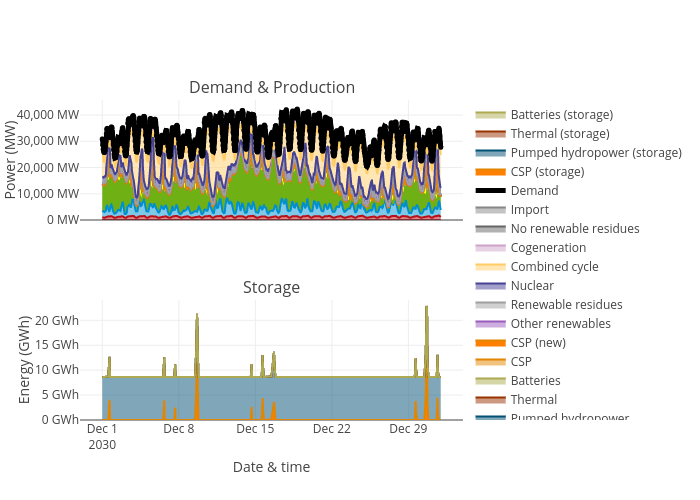 Demand & Production
40,000 MW
30,000 MW
20,000 MW
10,000 MW
0 MW
Power (MW)
Storage
20 GWh
15 GWh
10 GWh
5 GWh
0 GWh
Energy (GWh)
Dec 1
2030
Dec 8
Dec 15
Dec 22
Dec 29
Date & time
Batteries (storage)
Thermal (storage)
Pumped hydropower (storage)
CSP (storage)
Demand
Import
No renewable residues
Cogeneration
Combined cycle
Nuclear
Renewable residues
Other renewables
CSP (new)
CSP
Batteries
Thermal
Pumped hydropower